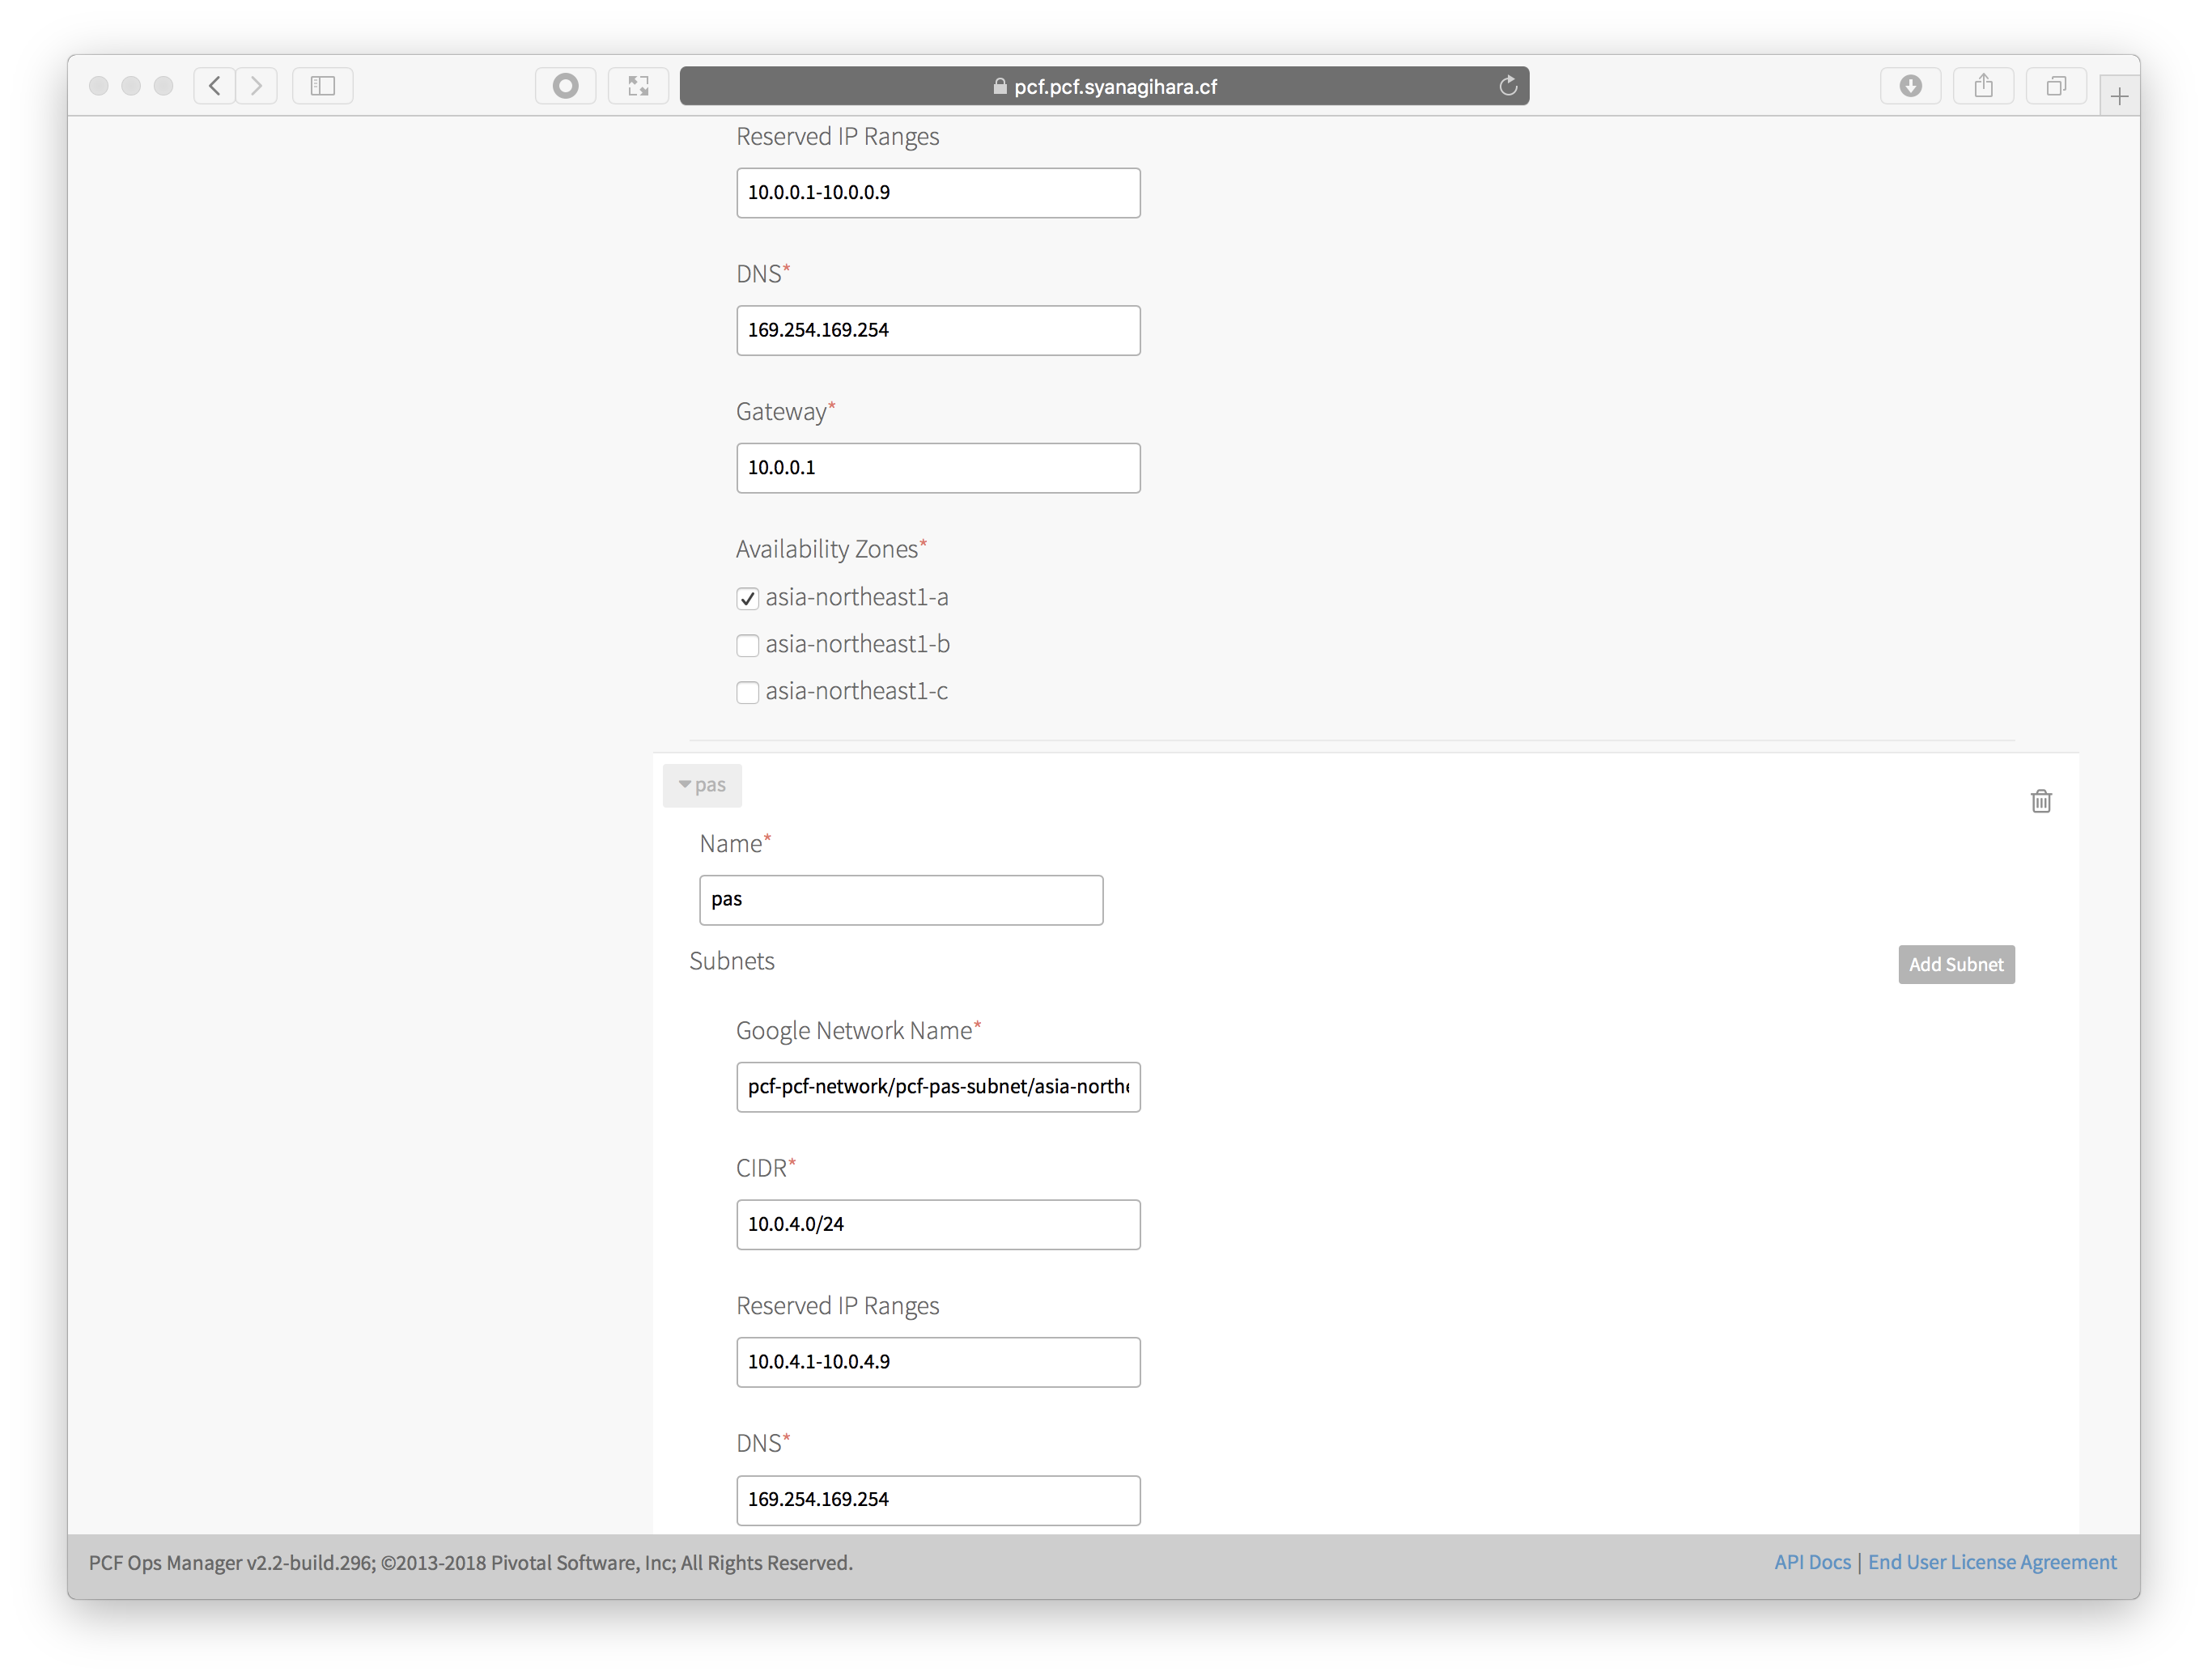 pcf.pcf.syanagihara.cf
Reserved IP Ranges
10.0.0.1-10.0.0.9
DNS*
169.254.169.254
Gateway*
10.0.0.1
Availability Zones*
asia-northeast1-a
asia-northeast1-b
asia-northeast1-c
pas
Name*
pas
Subnets
Add Subnet
Google Network Name*
pcf-pcf-network/pcf-pas-subnet/asia-northe
CIDR*
10.0.4.0/24
Reserved IP Ranges
10.0.4.1-10.0.4.9
DNS*
169.254.169.254
PCF Ops Manager v2.2-build.296; ©2013-2018 Pivotal Software, Inc; All Rights Reserved.
API Docs | End User License Agreement